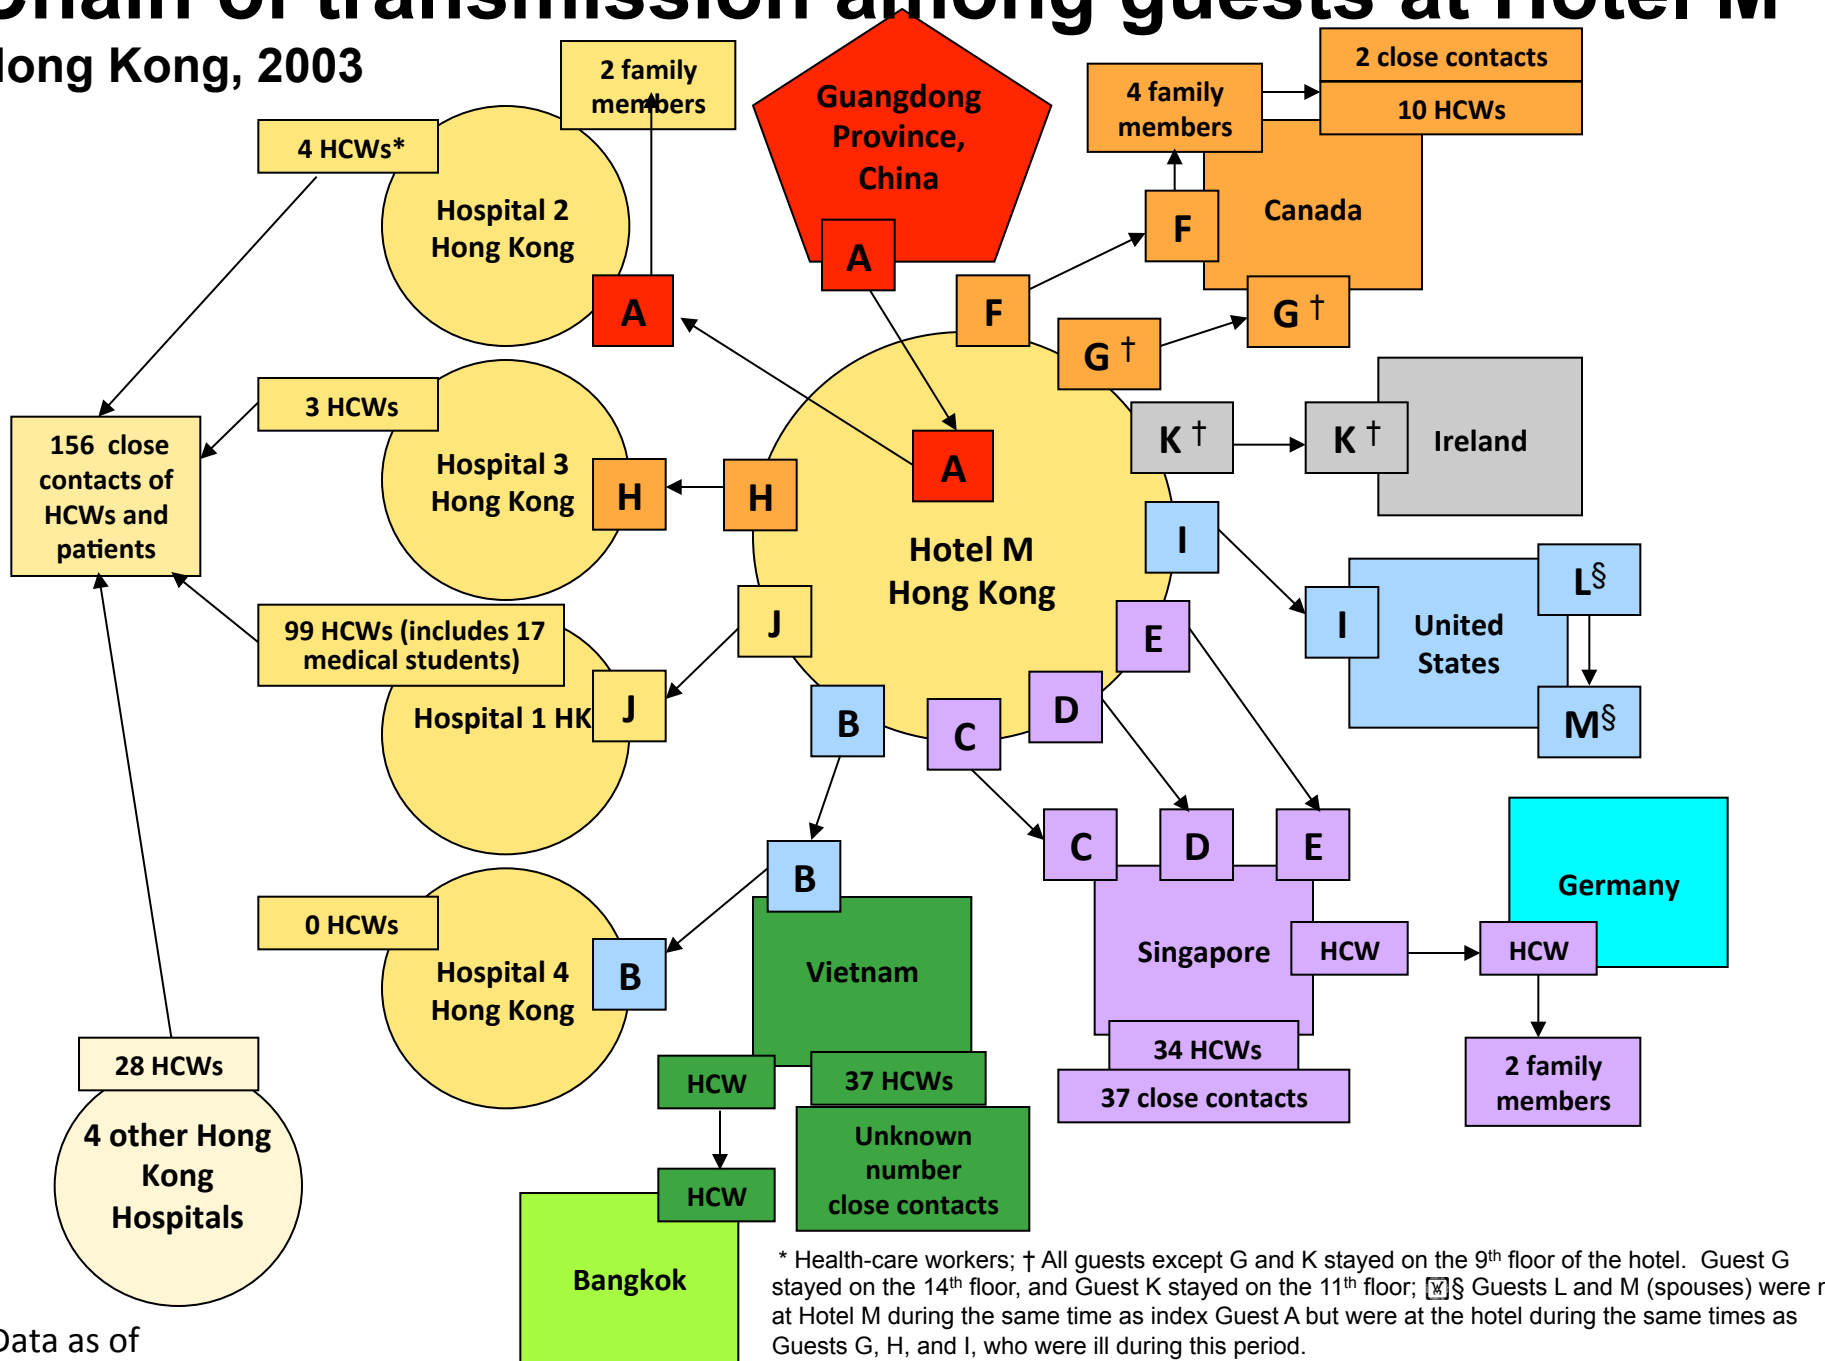 Chain of transmission among guests at Hotel M
Hong Kong, 2003
2 family
members
4 HCWs*
Hospital 2
Hong Kong
A
Guangdong
Province,
China
A
4 family
members
2 close contacts
10 HCWs
F
Canada
G †
F
G †
3 HCWs
Hospital 3
Hong Kong
H
H
A
K †
K †
Ireland
156 close
contacts of
HCWs and
patients
Hotel M
Hong Kong
I
I
United
States
L§
M§
99 HCWs (includes 17
medical students)
Hospital 1 HK
J
J
E
D
C
B
B
C
D
E
0 HCWs
Hospital 4
Hong Kong
B
Vietnam
Singapore
HCW
HCW
Germany
34 HCWs
37 close contacts
2 family
members
28 HCWs
4 other Hong
Kong
Hospitals
HCW
37 HCWs
Unknown
number
close contacts
HCW
Bangkok
* Health-care workers; † All guests except G and K stayed on the 9th floor of the hotel. Guest G
stayed on the 14th floor, and Guest K stayed on the 11th floor; § Guests L and M (spouses) were
at Hotel M during the same time as index Guest A but were at the hotel during the same times as
Guests G, H, and I, who were ill during this period.
Data as of